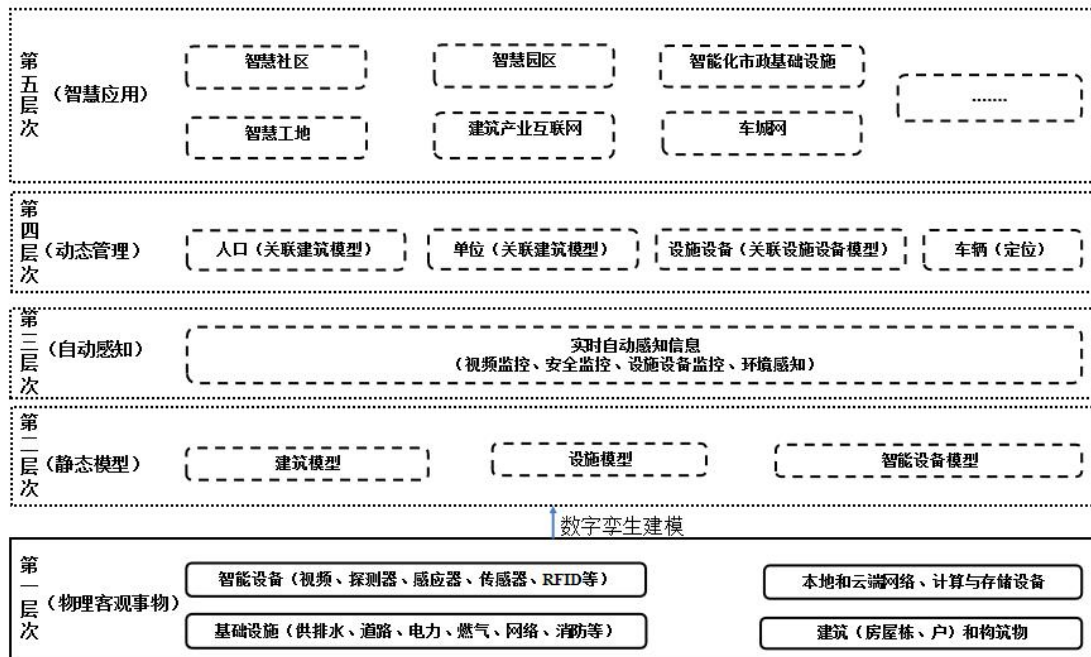 第五层次
（智慧应用）
智慧社区
智慧园区
智能化市政基础设施
.......
智慧工地
建筑产业互联网
车城网
第四层次
（动态管理）
人口（关联建筑模型）
单位（关联建筑模型）
设施设备（关联设施设备模型）
车辆（定位）
第三层次
（自动感知）
实时自动感知信息
（视频监控、安全监控、设施设备监控、环境感知）
第二层次
（静态模型）
建筑模型
设施模型
智能设备模型
数字孪生建模
第一层次
（物理客观事物）
智能设备（视频、探测器、感应器、传感器、RFID等）
本地和云端网络、计算与存储设备
基础设施（供排水、道路、电力、燃气、网络、消防等）
建筑（房屋栋、户）和构筑物